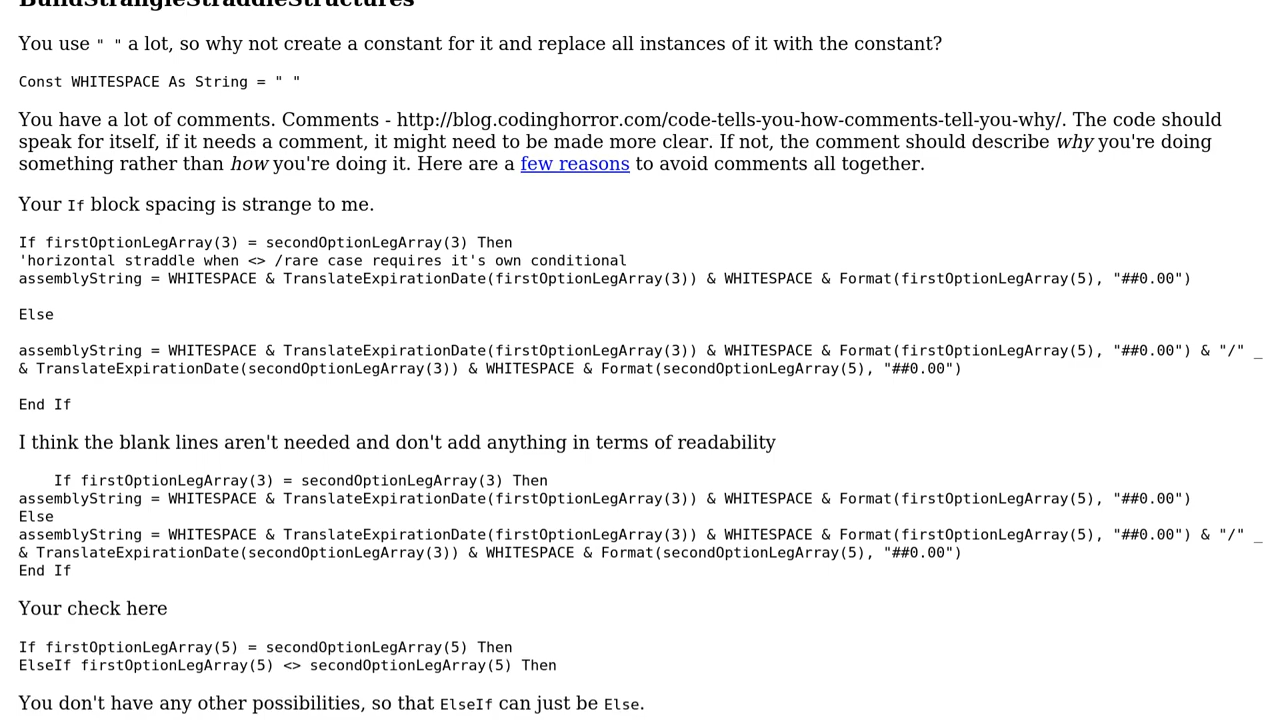 BuildStrangleStraddleStructures
You use " " a lot, so why not create a constant for it and replace all instances of it with the constant?
Const WHITESPACE As String = " "
You have a lot of comments. Comments - http://blog.codinghorror.com/code-tells-you-how-comments-tell-you-why/. The code should
speak for itself, if it needs a comment, it might need to be made more clear. If not, the comment should describe why you're doing
something rather than how you're doing it. Here are a few reasons to avoid comments all together.
Your If block spacing is strange to me.
If firstOptionLegArray(3) = secondOptionLegArray(3) Then
'horizontal straddle when <> /rare case requires it's own conditional
assemblyString = WHITESPACE & TranslateExpirationDate(firstOptionLegArray(3)) & WHITESPACE & Format(firstOptionLegArray(5), "##0.00")
Else
assemblyString = WHITESPACE & TranslateExpirationDate(firstOptionLegArray(3)) & WHITESPACE & Format(firstOptionLegArray(5), "##0.00") & "/" _
& TranslateExpirationDate(secondOptionLegArray(3)) & WHITESPACE & Format(secondOptionLegArray(5), "##0.00")
End If
I think the blank lines aren't needed and don't add anything in terms of readability
If firstOptionLegArray(3) = secondOptionLegArray(3) Then
assemblyString = WHITESPACE & TranslateExpirationDate(firstOptionLegArray(3)) & WHITESPACE & Format(firstOptionLegArray(5), "##0.00")
Else
assemblyString = WHITESPACE & TranslateExpirationDate(firstOptionLegArray(3)) & WHITESPACE & Format(firstOptionLegArray(5), "##0.00") & "/" _
& TranslateExpirationDate(secondOptionLegArray(3)) & WHITESPACE & Format(secondOptionLegArray(5), "##0.00")
End If
Your check here
If firstOptionLegArray(5) = secondOptionLegArray(5) Then
ElseIf firstOptionLegArray(5) <> secondOptionLegArray(5) Then
You don't have any other possibilities, so that ElseIf can just be Else.